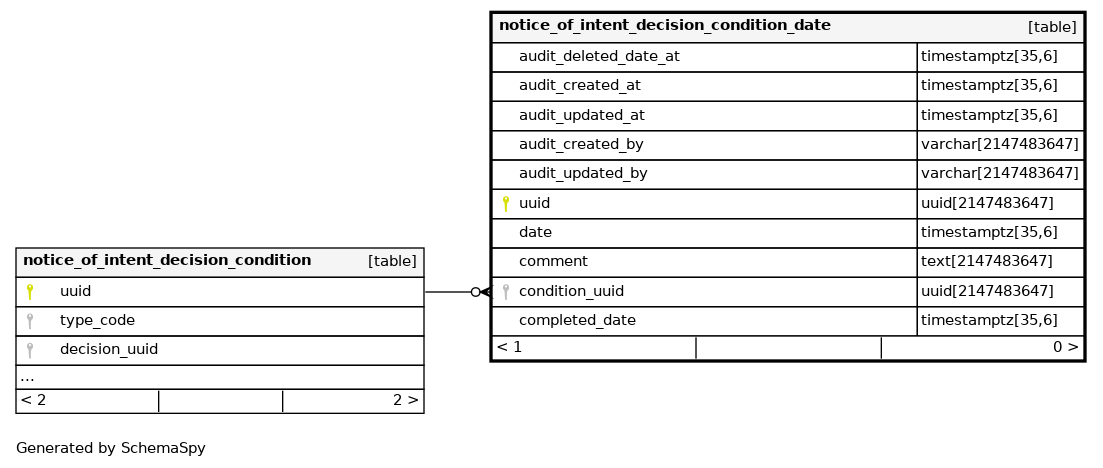 notice_of_intent_decision_condition_date [table]
audit_deleted_date_at timestamptz[35,6]
audit_created_at timestamptz[35,6]
audit_updated_at timestamptz[35,6]
audit_created_by varchar[2147483647]
audit_updated_by varchar[2147483647]
uuid uuid[2147483647]
date timestamptz[35,6]
comment text[2147483647]
condition_uuid uuid[2147483647]
completed_date timestamptz[35,6]
< 1 0 >
notice_of_intent_decision_condition [table]
uuid
type_code
decision_uuid
...
< 2 2 >
Generated by SchemaSpy